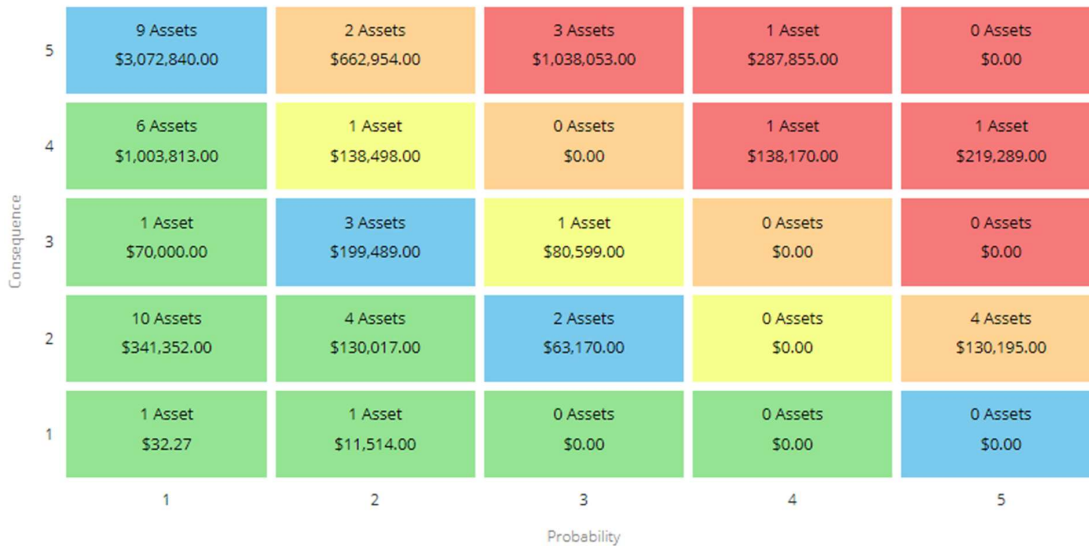 9 Assets
$3,072,840.00
2 Assets
$662,954.00
3 Assets
$1,038,053.00
1 Asset
$287,855.00
0 Assets
$0.00
5
6 Assets
$1,003,813.00
1 Asset
$138,498.00
0 Assets
$0.00
1 Asset
$138,170.00
1 Asset
$219,289.00
4
1 Asset
$70,000.00
3 Assets
$199,489.00
1 Asset
$80,599.00
0 Assets
$0.00
0 Assets
$0.00
3
Consequence
10 Assets
$341,352.00
4 Assets
$130,017.00
2 Assets
$63,170.00
0 Assets
$0.00
4 Assets
$130,195.00
2
1 Asset
$32.27
1 Asset
$11,514.00
0 Assets
$0.00
0 Assets
$0.00
0 Assets
$0.00
1
1
2
3
4
5
Probability